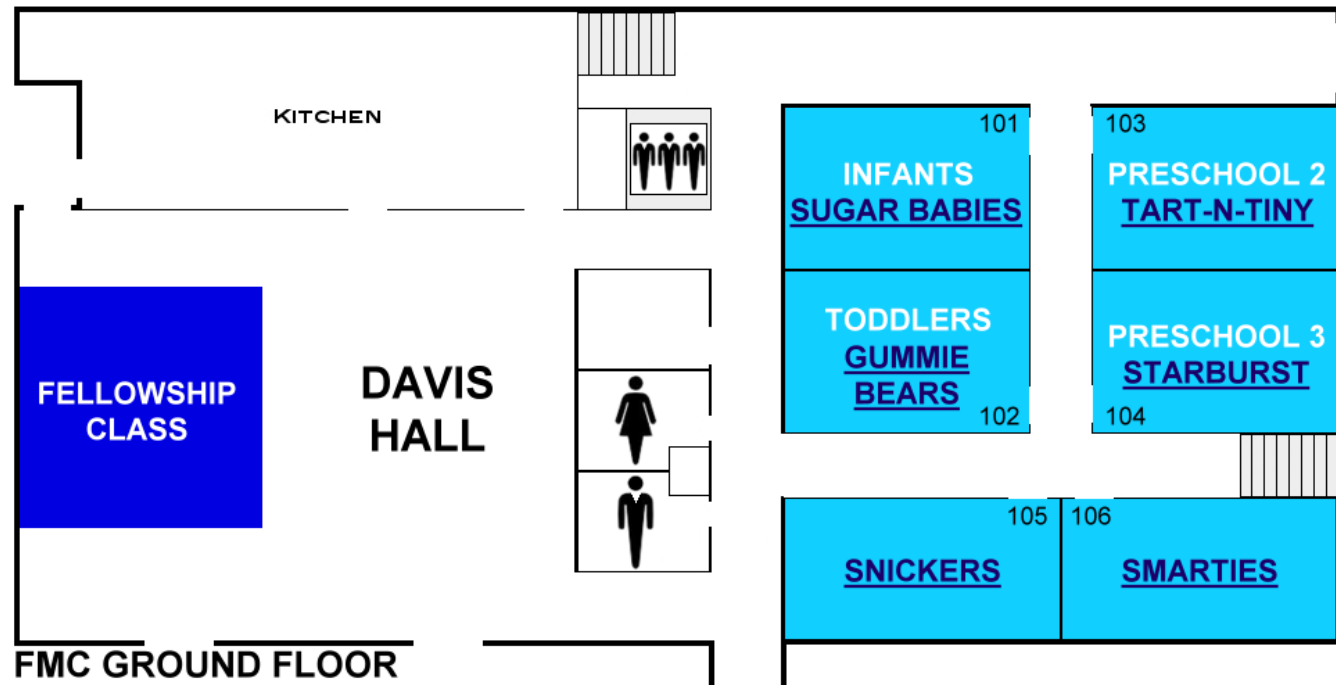 KITCHEN
101
INFANTS
SUGAR BABIES
103
PRESCHOOL 2
TART-N-TINY
TODDLERS
GUMMIE
BEARS
102
PRESCHOOL 3
STARBURST
104
FELLOWSHIP
CLASS
DAVIS
HALL
105
SNICKERS
106
SMARTIES
FMC GROUND FLOOR